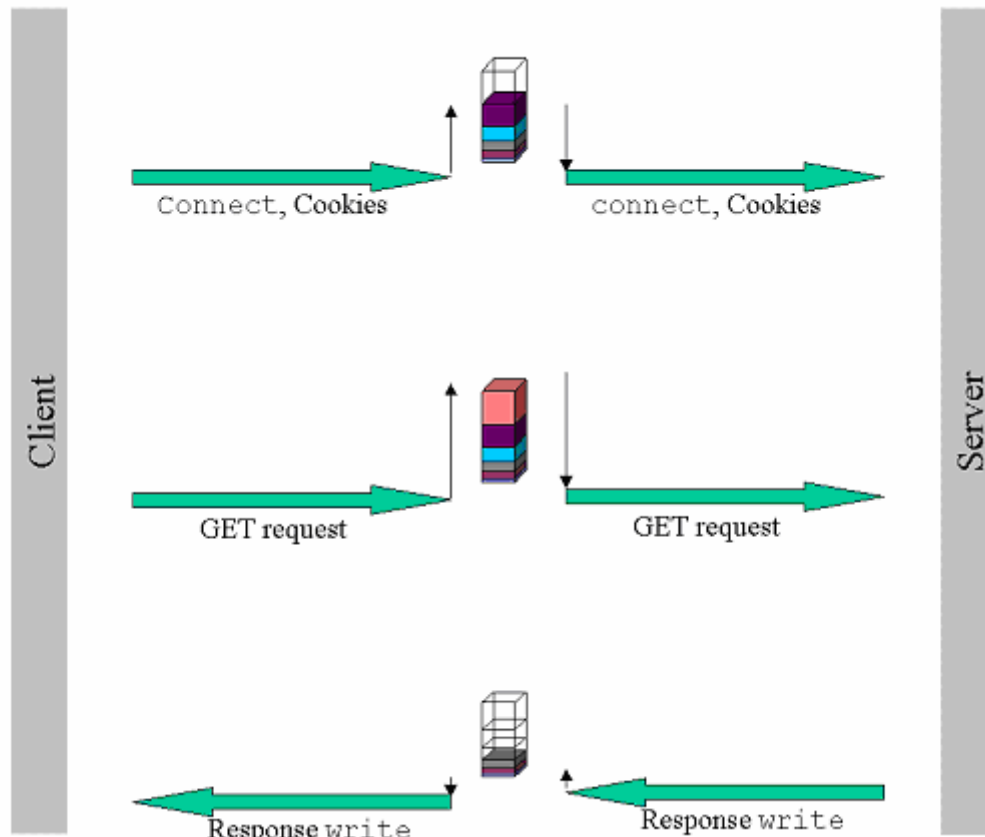 Connect, Cookies
connect, Cookies
Client
Server
GET request
GET request
Response write
Response write